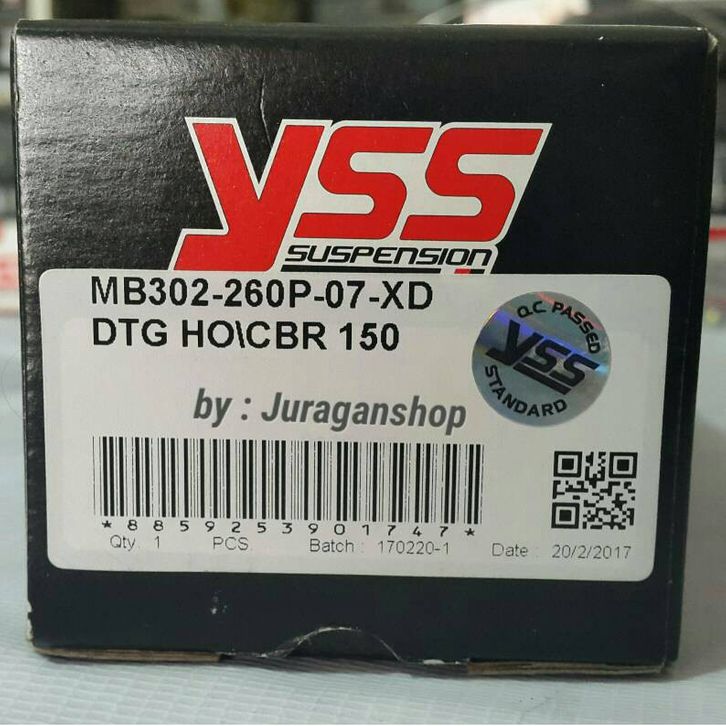 YSS
SUSPENSION
MB302-260P-07-XD
DTG HO\CBR 150
Q.C. PASSED
YSS
STANDARD
by : Juraganshop
*8859253901747*
Qty. 1 PCS. Batch : 170220-1 Date : 20/2/2017